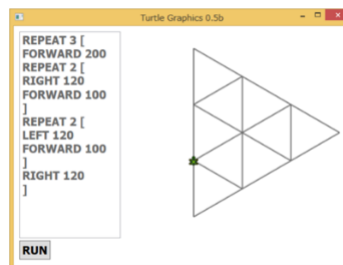 Turtle Graphics 0.5b
REPEAT 3 [
FORWARD 200
REPEAT 2 [
RIGHT 120
FORWARD 100
]
REPEAT 2 [
LEFT 120
FORWARD 100
]
RIGHT 120
]
RUN